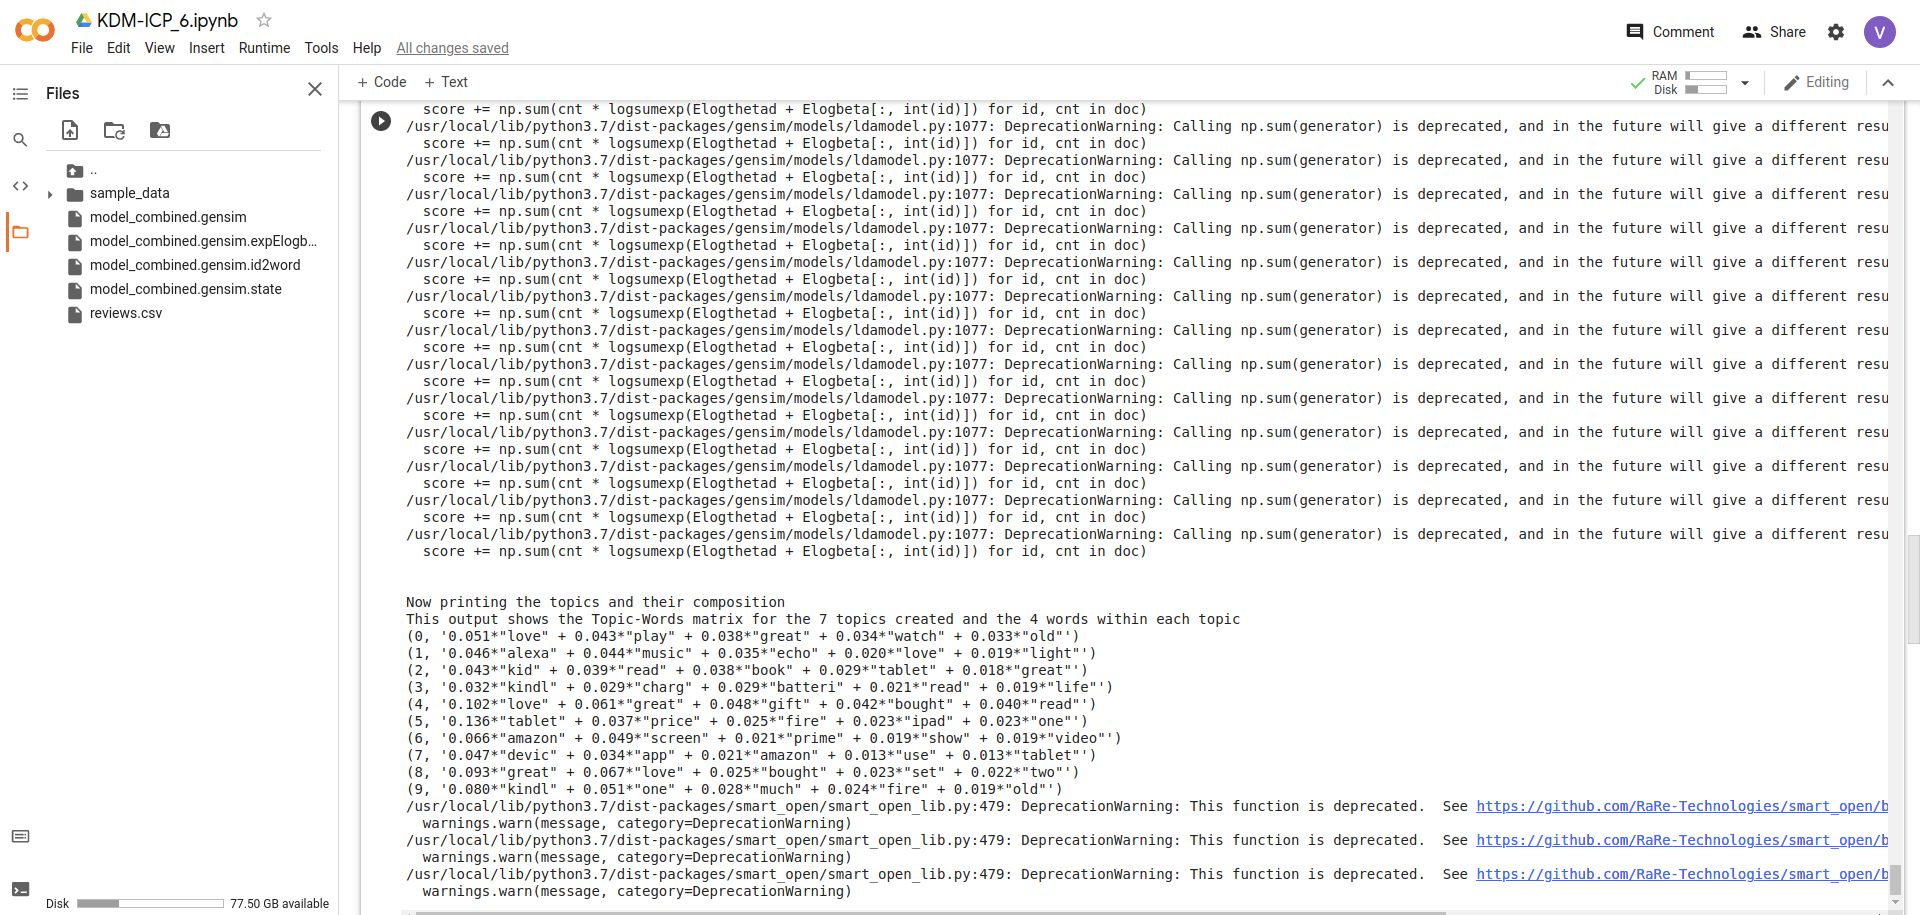 KDM-ICP_6.ipynb
File Edit View Insert Runtime Tools Help All changes saved
Comment Share V
Files
+ Code + Text
RAM
Disk
Editing
..
sample_data
model_combined.gensim
model_combined.gensim.expElogb...
model_combined.gensim.id2word
model_combined.gensim.state
reviews.csv
Disk 77.50 GB available
score += np.sum(cnt * logsumexp(Elogthetad + Elogbeta[:, int(id)]) for id, cnt in doc)
/usr/local/lib/python3.7/dist-packages/gensim/models/ldamodel.py:1077: DeprecationWarning: Calling np.sum(generator) is deprecated, and in the future will give a different resu
score += np.sum(cnt * logsumexp(Elogthetad + Elogbeta[:, int(id)]) for id, cnt in doc)
/usr/local/lib/python3.7/dist-packages/gensim/models/ldamodel.py:1077: DeprecationWarning: Calling np.sum(generator) is deprecated, and in the future will give a different resu
score += np.sum(cnt * logsumexp(Elogthetad + Elogbeta[:, int(id)]) for id, cnt in doc)
/usr/local/lib/python3.7/dist-packages/gensim/models/ldamodel.py:1077: DeprecationWarning: Calling np.sum(generator) is deprecated, and in the future will give a different resu
score += np.sum(cnt * logsumexp(Elogthetad + Elogbeta[:, int(id)]) for id, cnt in doc)
/usr/local/lib/python3.7/dist-packages/gensim/models/ldamodel.py:1077: DeprecationWarning: Calling np.sum(generator) is deprecated, and in the future will give a different resu
score += np.sum(cnt * logsumexp(Elogthetad + Elogbeta[:, int(id)]) for id, cnt in doc)
/usr/local/lib/python3.7/dist-packages/gensim/models/ldamodel.py:1077: DeprecationWarning: Calling np.sum(generator) is deprecated, and in the future will give a different resu
score += np.sum(cnt * logsumexp(Elogthetad + Elogbeta[:, int(id)]) for id, cnt in doc)
/usr/local/lib/python3.7/dist-packages/gensim/models/ldamodel.py:1077: DeprecationWarning: Calling np.sum(generator) is deprecated, and in the future will give a different resu
score += np.sum(cnt * logsumexp(Elogthetad + Elogbeta[:, int(id)]) for id, cnt in doc)
/usr/local/lib/python3.7/dist-packages/gensim/models/ldamodel.py:1077: DeprecationWarning: Calling np.sum(generator) is deprecated, and in the future will give a different resu
score += np.sum(cnt * logsumexp(Elogthetad + Elogbeta[:, int(id)]) for id, cnt in doc)
/usr/local/lib/python3.7/dist-packages/gensim/models/ldamodel.py:1077: DeprecationWarning: Calling np.sum(generator) is deprecated, and in the future will give a different resu
score += np.sum(cnt * logsumexp(Elogthetad + Elogbeta[:, int(id)]) for id, cnt in doc)
/usr/local/lib/python3.7/dist-packages/gensim/models/ldamodel.py:1077: DeprecationWarning: Calling np.sum(generator) is deprecated, and in the future will give a different resu
score += np.sum(cnt * logsumexp(Elogthetad + Elogbeta[:, int(id)]) for id, cnt in doc)
/usr/local/lib/python3.7/dist-packages/gensim/models/ldamodel.py:1077: DeprecationWarning: Calling np.sum(generator) is deprecated, and in the future will give a different resu
score += np.sum(cnt * logsumexp(Elogthetad + Elogbeta[:, int(id)]) for id, cnt in doc)
/usr/local/lib/python3.7/dist-packages/gensim/models/ldamodel.py:1077: DeprecationWarning: Calling np.sum(generator) is deprecated, and in the future will give a different resu
score += np.sum(cnt * logsumexp(Elogthetad + Elogbeta[:, int(id)]) for id, cnt in doc)
/usr/local/lib/python3.7/dist-packages/gensim/models/ldamodel.py:1077: DeprecationWarning: Calling np.sum(generator) is deprecated, and in the future will give a different resu
score += np.sum(cnt * logsumexp(Elogthetad + Elogbeta[:, int(id)]) for id, cnt in doc)
/usr/local/lib/python3.7/dist-packages/gensim/models/ldamodel.py:1077: DeprecationWarning: Calling np.sum(generator) is deprecated, and in the future will give a different resu
score += np.sum(cnt * logsumexp(Elogthetad + Elogbeta[:, int(id)]) for id, cnt in doc)
Now printing the topics and their composition
This output shows the Topic-Words matrix for the 7 topics created and the 4 words within each topic
(0, '0.051*"love" + 0.043*"play" + 0.038*"great" + 0.034*"watch" + 0.033*"old"')
(1, '0.046*"alexa" + 0.044*"music" + 0.035*"echo" + 0.020*"love" + 0.019*"light"')
(2, '0.043*"kid" + 0.039*"read" + 0.038*"book" + 0.029*"tablet" + 0.018*"great"')
(3, '0.032*"kindl" + 0.029*"charg" + 0.029*"batteri" + 0.021*"read" + 0.019*"life"')
(4, '0.102*"love" + 0.061*"great" + 0.048*"gift" + 0.042*"bought" + 0.040*"read"')
(5, '0.136*"tablet" + 0.037*"price" + 0.025*"fire" + 0.023*"ipad" + 0.023*"one"')
(6, '0.066*"amazon" + 0.049*"screen" + 0.021*"prime" + 0.019*"show" + 0.019*"video"')
(7, '0.047*"devic" + 0.034*"app" + 0.021*"amazon" + 0.013*"use" + 0.013*"tablet"')
(8, '0.093*"great" + 0.067*"love" + 0.025*"bought" + 0.023*"set" + 0.022*"two"')
(9, '0.080*"kindl" + 0.051*"one" + 0.028*"much" + 0.024*"fire" + 0.019*"old"')
/usr/local/lib/python3.7/dist-packages/smart_open/smart_open_lib.py:479: DeprecationWarning: This function is deprecated.  See https://github.com/RaRe-Technologies/smart_open/b
warnings.warn(message, category=DeprecationWarning)
/usr/local/lib/python3.7/dist-packages/smart_open/smart_open_lib.py:479: DeprecationWarning: This function is deprecated.  See https://github.com/RaRe-Technologies/smart_open/b
warnings.warn(message, category=DeprecationWarning)
/usr/local/lib/python3.7/dist-packages/smart_open/smart_open_lib.py:479: DeprecationWarning: This function is deprecated.  See https://github.com/RaRe-Technologies/smart_open/b
warnings.warn(message, category=DeprecationWarning)